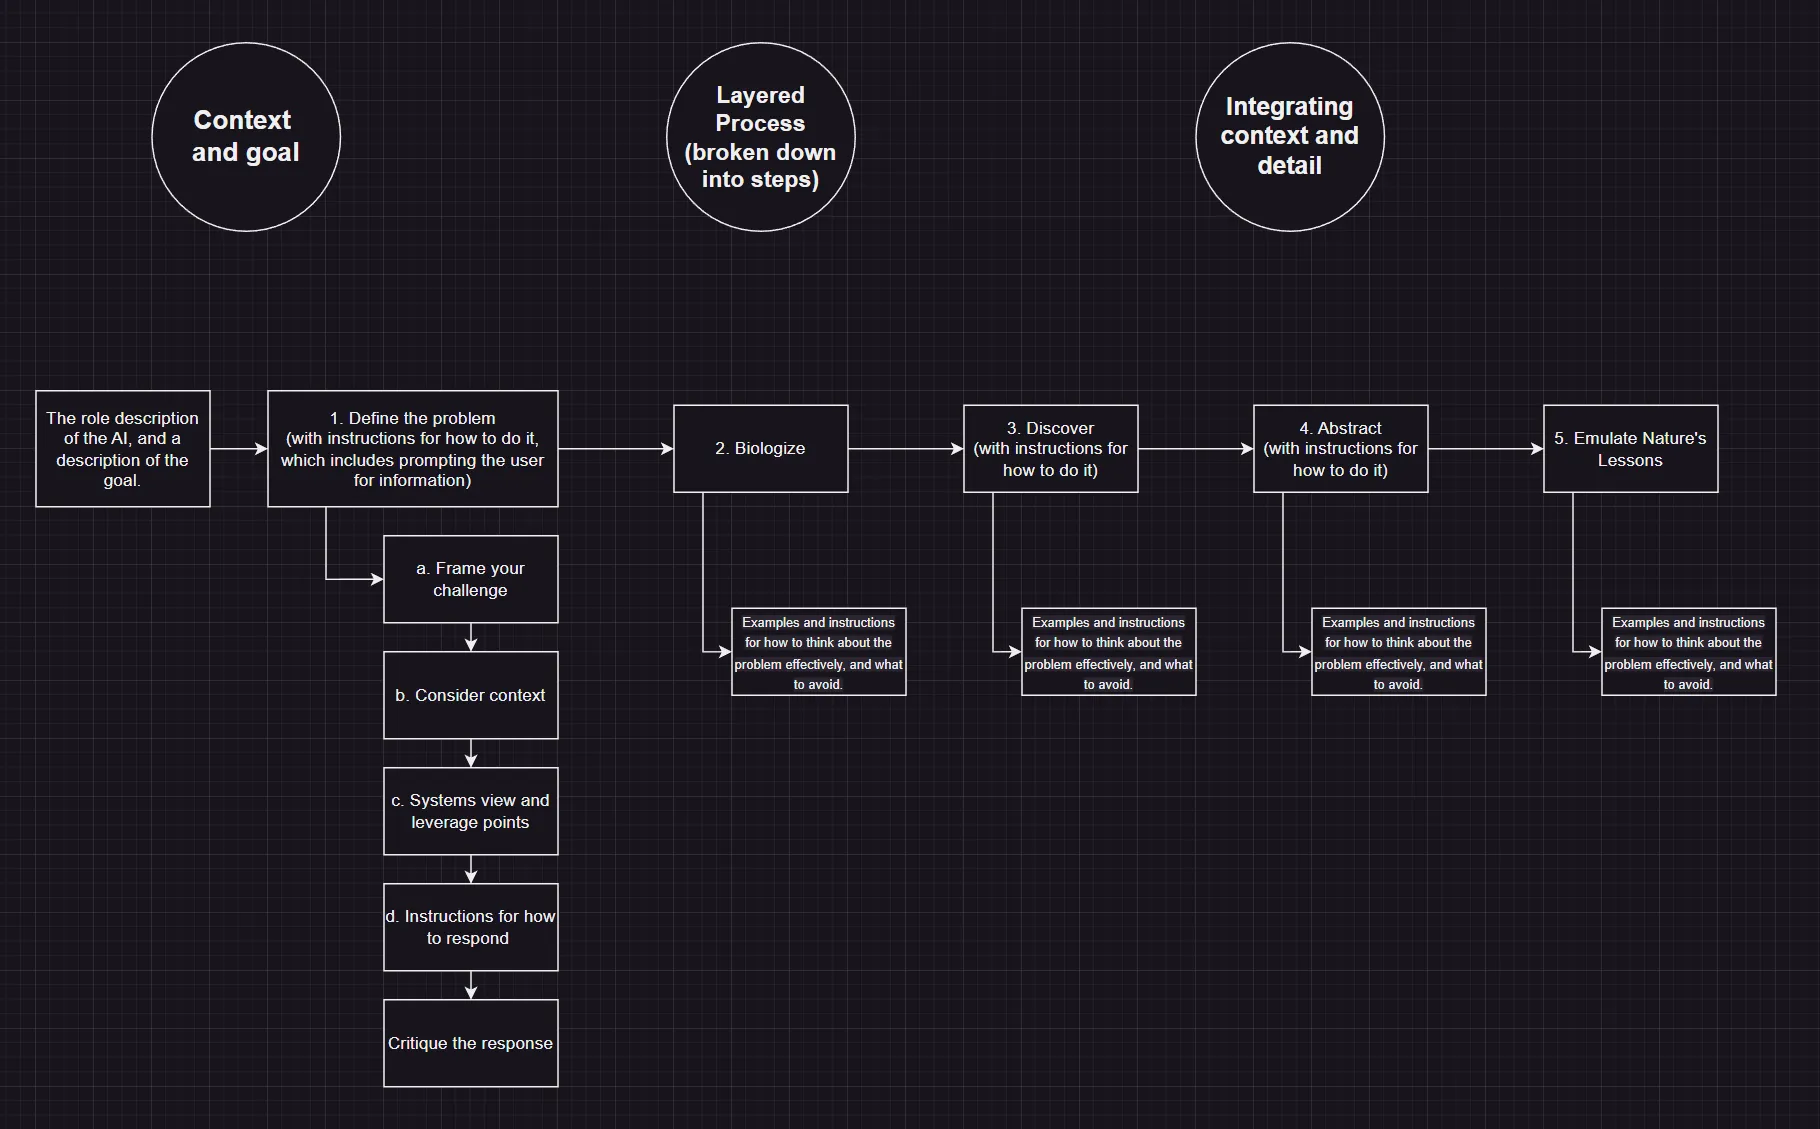 Context
and goal
Layered
Process
(broken down
into steps)
Integrating
context and
detail
The role description
of the AI, and a
description of the
goal.
1. Define the problem
(with instructions for how to do it,
which includes prompting the user
for information)
2. Biologize
3. Discover
(with instructions for
how to do it)
4. Abstract
(with instructions for
how to do it)
5. Emulate Nature's
Lessons
a. Frame your
challenge
b. Consider context
c. Systems view and
leverage points
d. Instructions for how
to respond
Critique the response
Examples and instructions
for how to think about the
problem effectively, and what
to avoid.
Examples and instructions
for how to think about the
problem effectively, and what
to avoid.
Examples and instructions
for how to think about the
problem effectively, and what
to avoid.
Examples and instructions
for how to think about the
problem effectively, and what
to avoid.